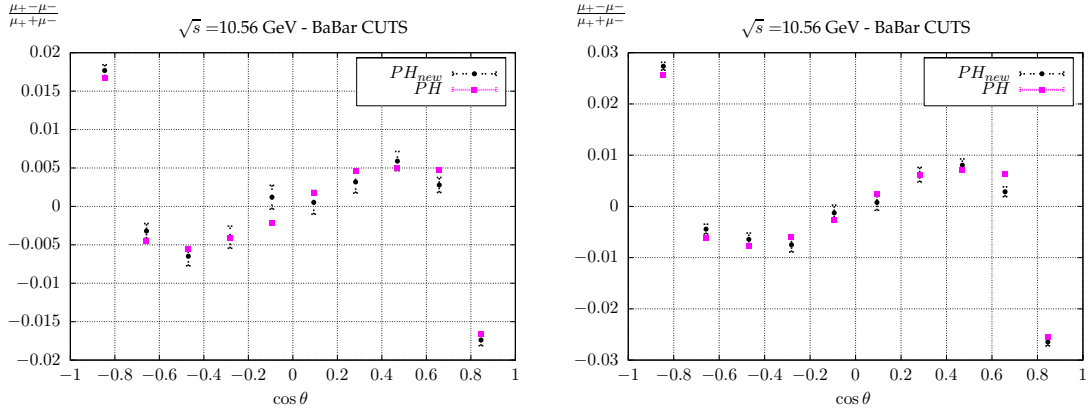 μ+−μ−
μ++μ−
√s =10.56 GeV - BaBar CUTS
0.02
0.015
0.01
0.005
0
−0.005
−0.01
−0.015
−0.02
PHnew
PH
−1 −0.8 −0.6 −0.4 −0.2 0 0.2 0.4 0.6 0.8 1
cos θ
μ+−μ−
μ++μ−
√s =10.56 GeV - BaBar CUTS
0.03
0.02
0.01
0
−0.01
−0.02
−0.03
PHnew
PH
−1 −0.8 −0.6 −0.4 −0.2 0 0.2 0.4 0.6 0.8 1
cos θ